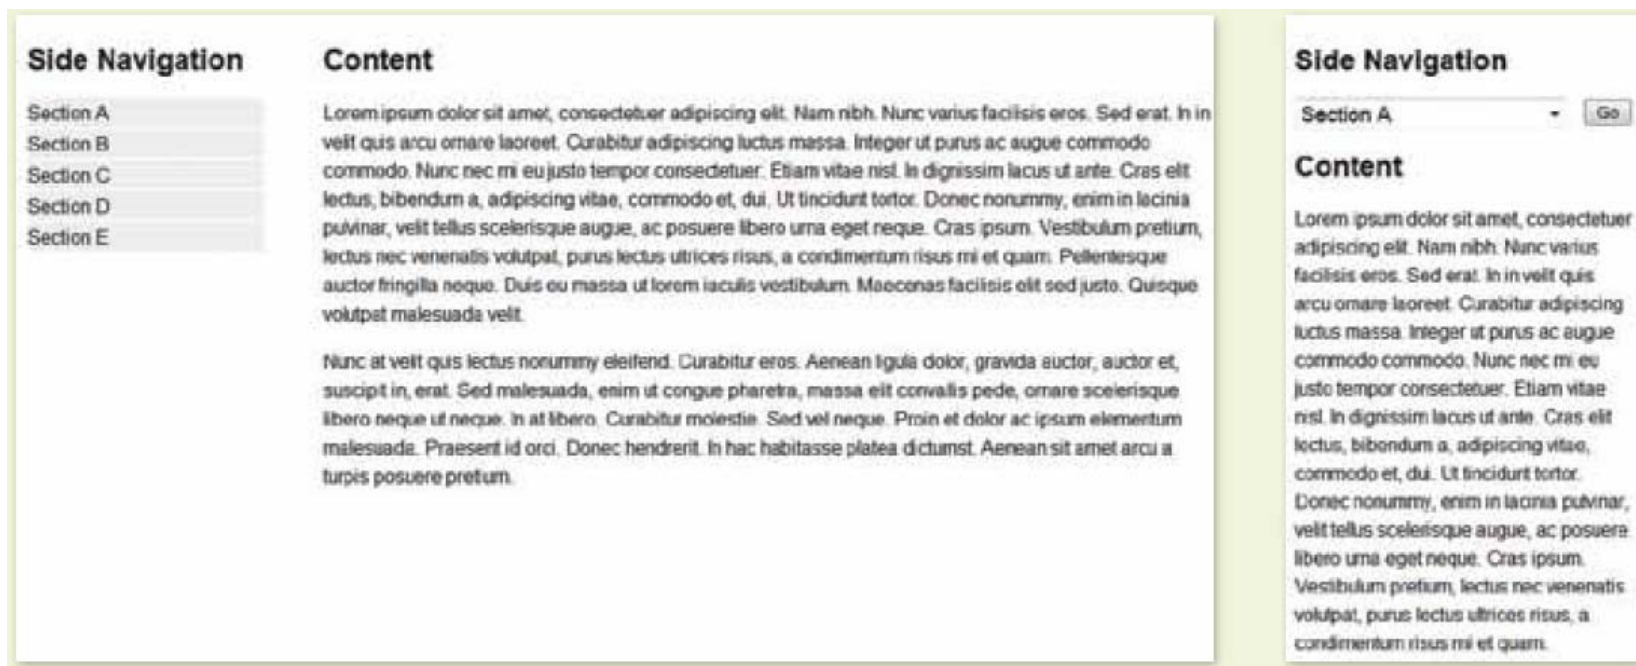 Side Navigation
Section A
Section B
Section C
Section D
Section E
Content
Lorem ipsum dolor sit amet, consectetuer adipiscing elit. Nam nibh. Nunc varius facilisis eros. Sed erat. In in
velit quis arcu ornare laoreet. Curabitur adipiscing luctus massa. Integer ut purus ac augue commodo
commodo. Nunc nec mi eu justo tempor consectetuer. Etiam vitae nisl. In dignissim lacus ut ante. Cras elit
lectus, bibendum a, adipiscing vitae, commodo et, dui. Ut tincidunt tortor. Donec nonummy, enim in lacinia
pulvinar, velit tellus scelerisque augue, ac posuere libero urna eget neque. Cras ipsum. Vestibulum pretium,
lectus nec venenatis volutpat, purus lectus ultrices risus, a condimentum risus mi et quam. Pellentesque
auctor fringilla neque. Duis eu massa ut lorem iaculis vestibulum. Maecenas facilisis elit sed justo. Quisque
volutpat malesuada velit.
Nunc at velit quis lectus nonummy eleifend. Curabitur eros. Aenean ligula dolor, gravida auctor, auctor et,
suscipit in, erat. Sed malesuada, enim ut congue pharetra, massa elit convallis pede, ornare scelerisque
libero neque ut neque. In at libero. Curabitur molestie. Sed vel neque. Proin et dolor ac ipsum elementum
malesuada. Praesent id orci. Donec hendrerit. In hac habitasse platea dictumst. Aenean sit amet arcu a
turpis posuere pretium.
Side Navigation
Section A
Go
Content
Lorem ipsum dolor sit amet, consectetuer
adipiscing elit. Nam nibh. Nunc varius
facilisis eros. Sed erat. In in velit quis
arcu ornare laoreet. Curabitur adipiscing
luctus massa. Integer ut purus ac augue
commodo commodo. Nunc nec mi eu
justo tempor consectetuer. Etiam vitae
nisl. In dignissim lacus ut ante. Cras elit
lectus, bibendum a, adipiscing vitae,
commodo et, dui. Ut tincidunt tortor.
Donec nonummy, enim in lacinia pulvinar,
velit tellus scelerisque augue, ac posuere
libero urna eget neque. Cras ipsum.
Vestibulum pretium, lectus nec venenatis
volutpat, purus lectus ultrices risus, a
condimentum risus mi et quam.